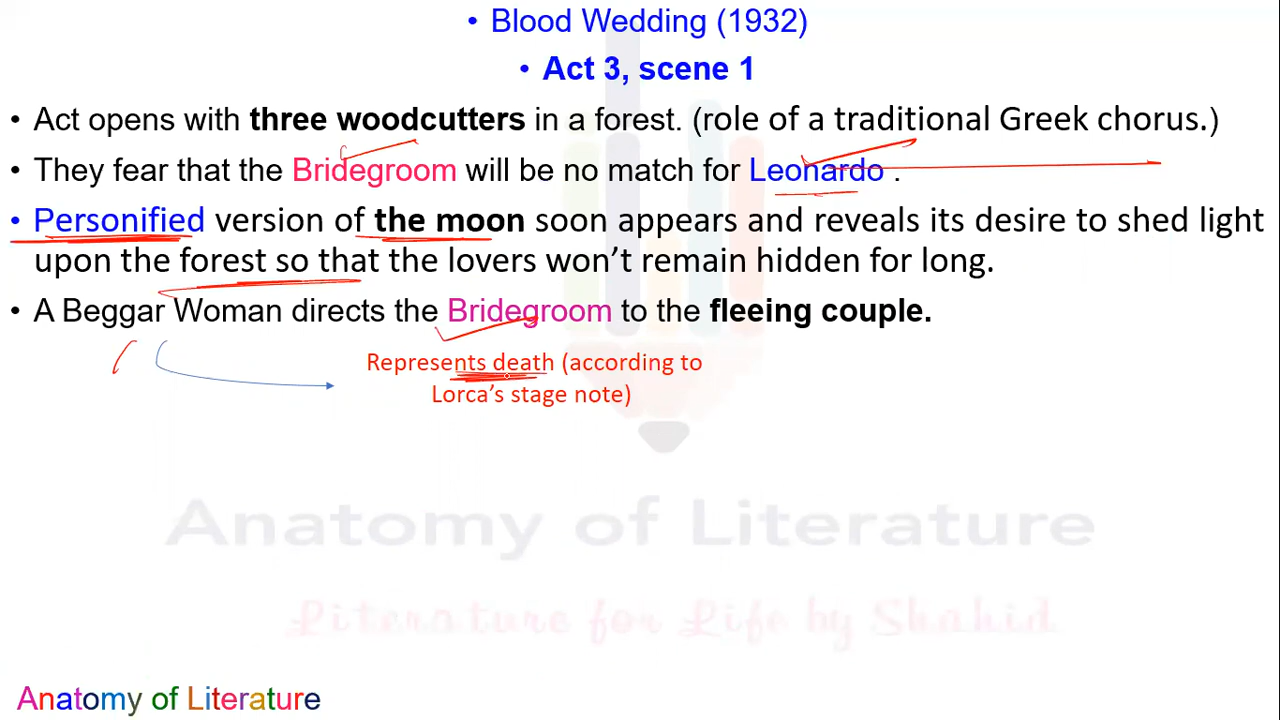 • Blood Wedding (1932)
• Act 3, scene 1
• Act opens with three woodcutters in a forest. (role of a traditional Greek chorus.)
• They fear that the Bridegroom will be no match for Leonardo .
• Personified version of the moon soon appears and reveals its desire to shed light
upon the forest so that the lovers won’t remain hidden for long.
• A Beggar Woman directs the Bridegroom to the fleeing couple.
Represents death (according to
Lorca’s stage note)
Anatomy of Literature
Literature for Life by Shahid
Anatomy of Literature